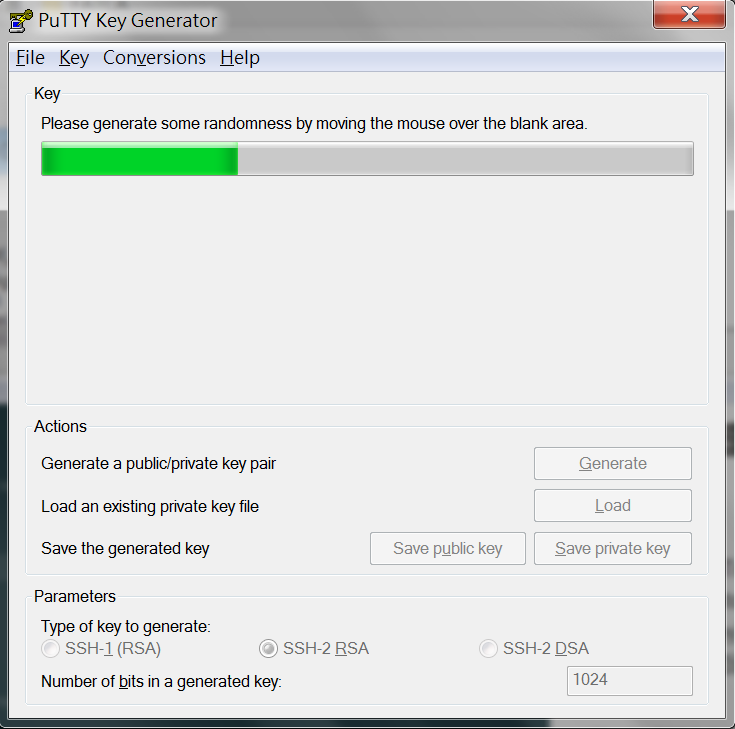 PuTTY Key Generator
File Key Conversions Help
Key
Please generate some randomness by moving the mouse over the blank area.
Actions
Generate a public/private key pair
Generate
Load an existing private key file
Load
Save the generated key
Save public key
Save private key
Parameters
Type of key to generate:
SSH-1 (RSA)
SSH-2 RSA
SSH-2 DSA
Number of bits in a generated key:
1024